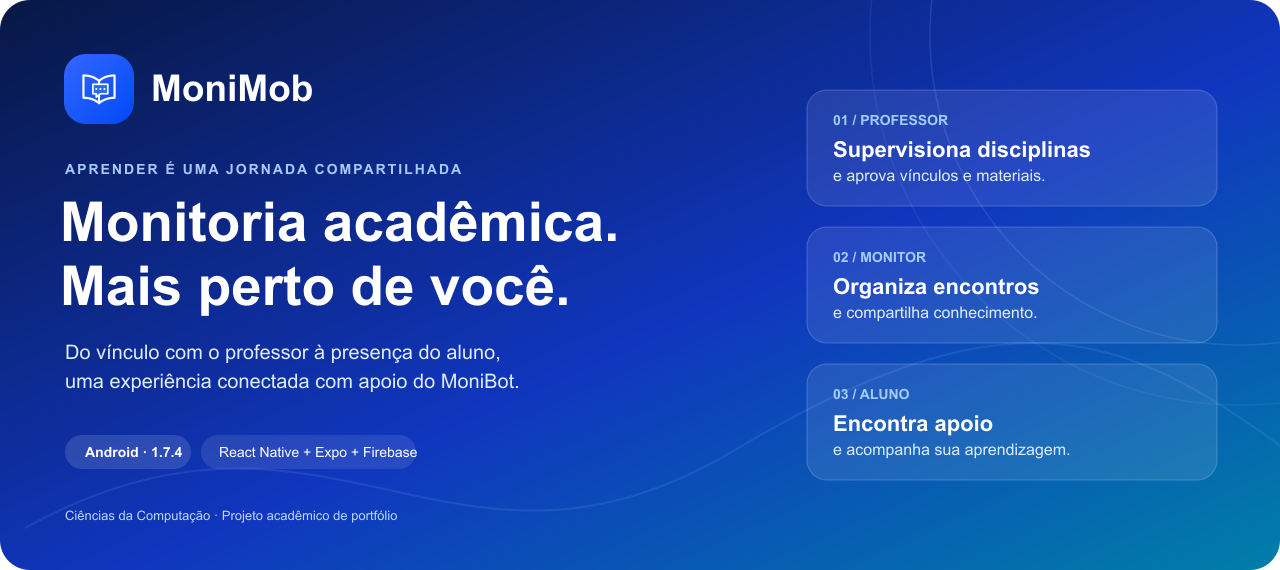 MoniMob
APRENDER É UMA JORNADA COMPARTILHADA
Monitoria acadêmica.
Mais perto de você.
Do vínculo com o professor à presença do aluno,
uma experiência conectada com apoio do MoniBot.
Android · 1.7.4
React Native + Expo + Firebase
Ciências da Computação · Projeto acadêmico de portfólio
01 / PROFESSOR
Supervisiona disciplinas
e aprova vínculos e materiais.
02 / MONITOR
Organiza encontros
e compartilha conhecimento.
03 / ALUNO
Encontra apoio
e acompanha sua aprendizagem.